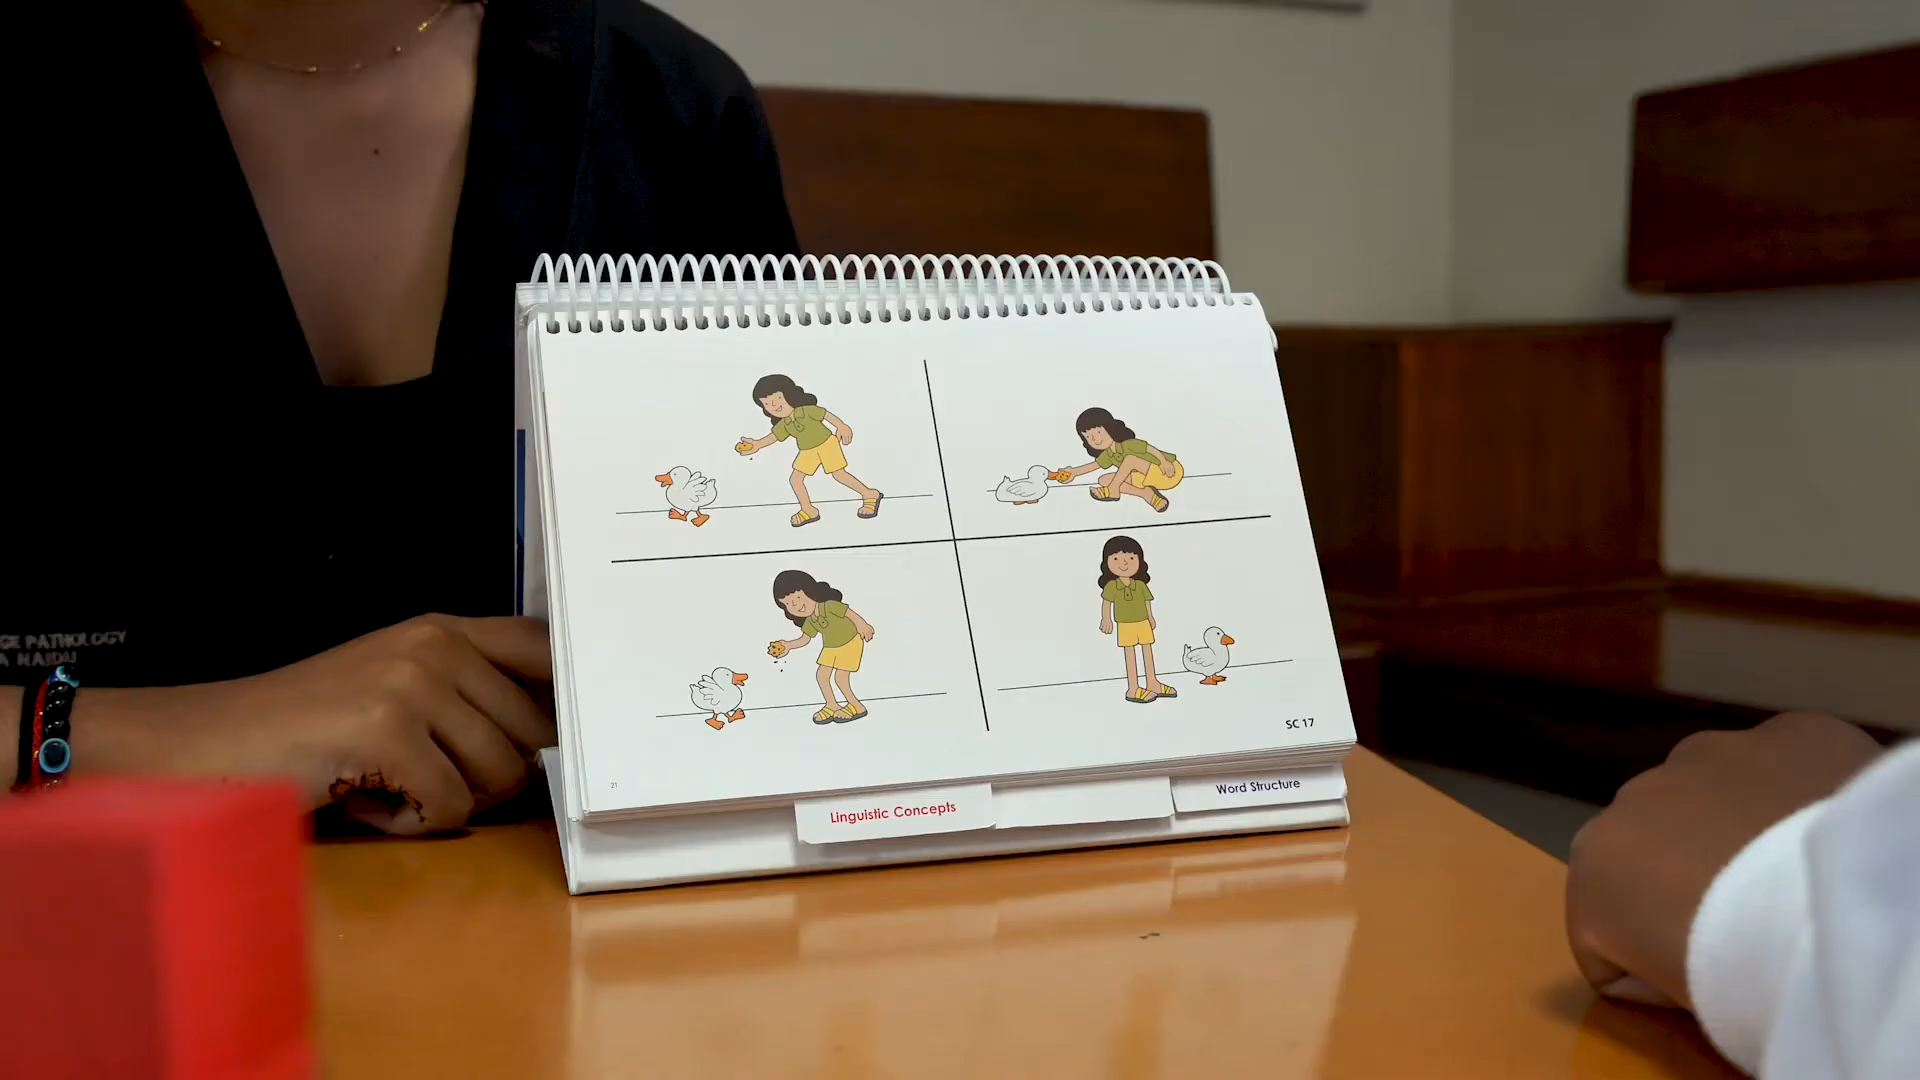 GE PATHOLOGY
A NAIDU
SC 17
21
Linguistic Concepts
Word Structure